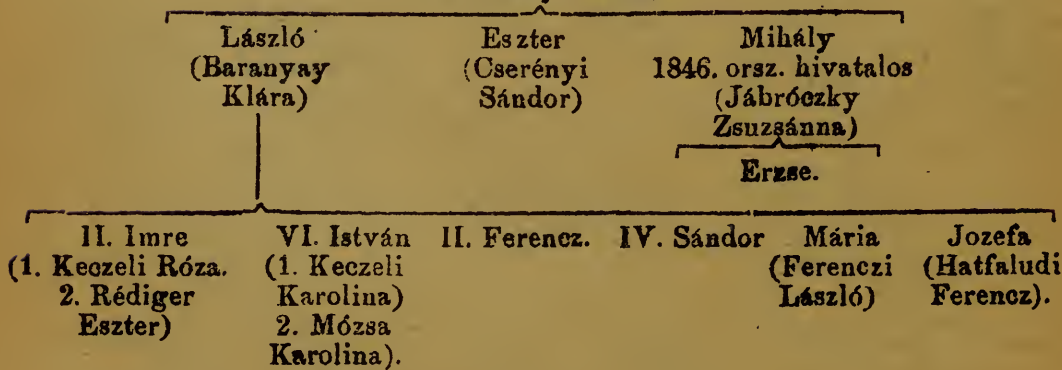 László
(Baranyay
Klára)
Eszter
(Cserényi
Sándor)
Mihály
1846. orsz. hivatalos
(Jábróczky
Zsuzsánna)
Erzse.
II. Imre
(1. Keczeli Róza.
2. Rédiger
Eszter)
VI. István
(1. Keczeli
Karolina)
2. Mózsa
Karolina).
II. Ferencz.
IV. Sándor
Mária
(Ferenczi
László)
Jozefa
(Hatfaludi
Ferencz).